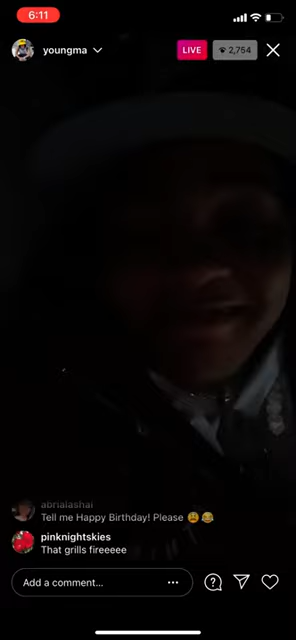 6:11
youngma
LIVE
2,754
abrialashai
Tell me Happy Birthday! Please 😩😂
pinknightskies
That grills fireeeee
Add a comment...